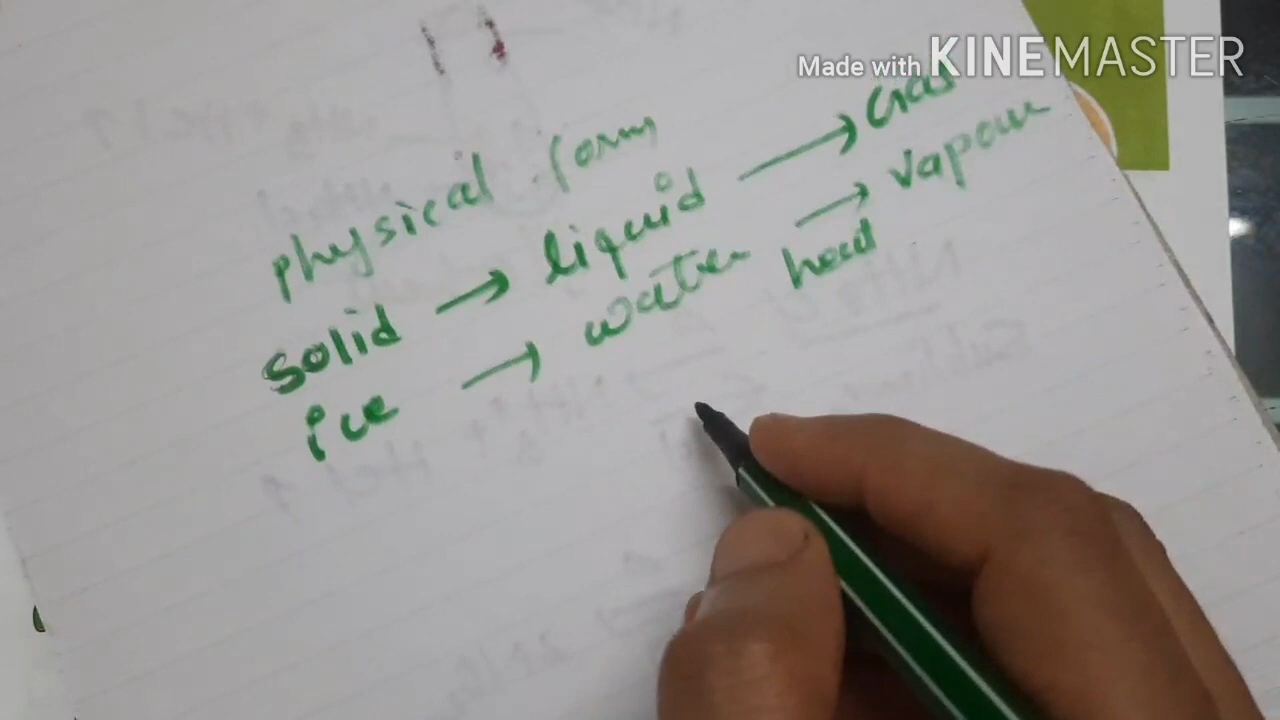 Made with KINEMASTER
physical form
solid → liquid → Gas
ice → water → vapour
heat